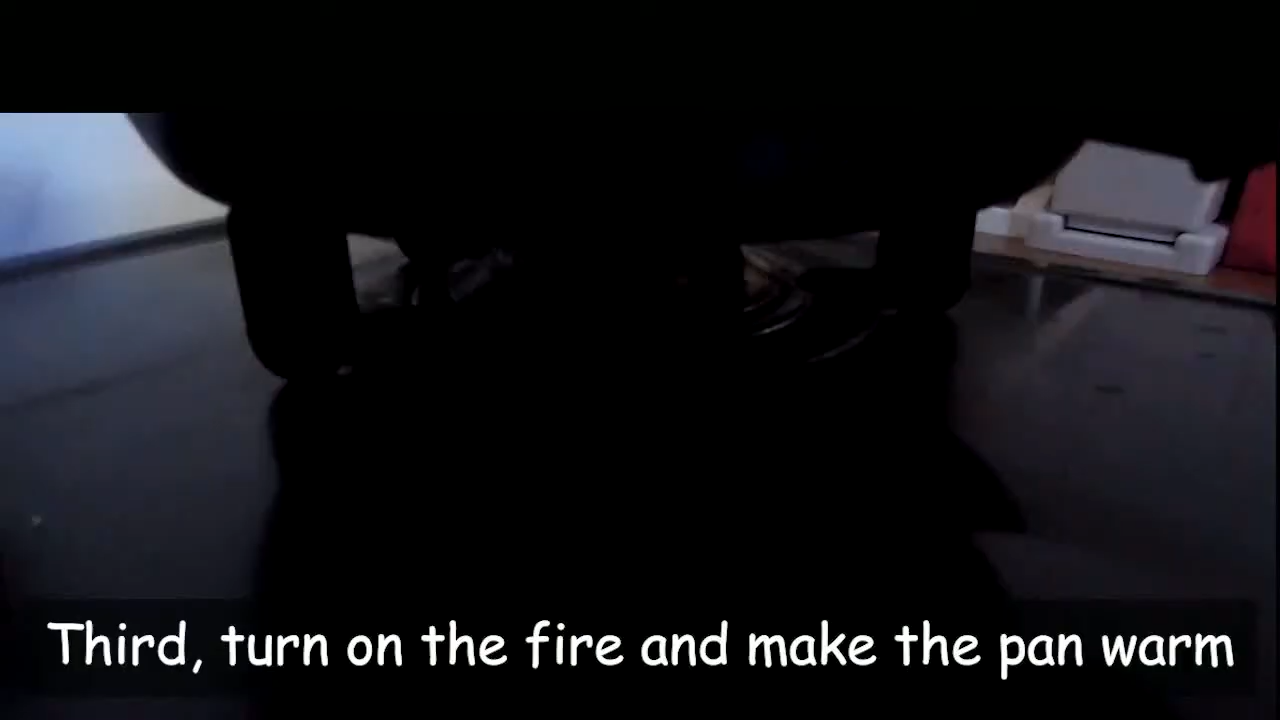 Third, turn on the fire and make the pan warm